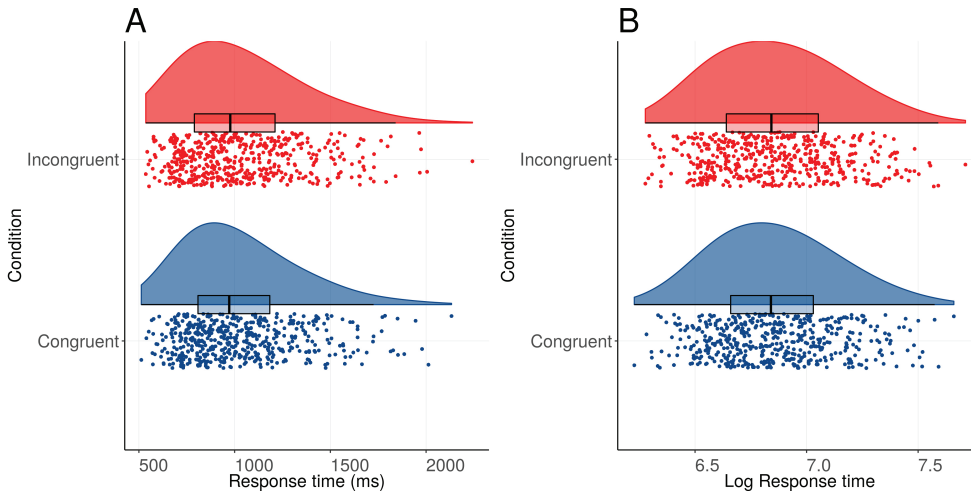 A
Condition
Incongruent
Congruent
500 1000 1500 2000
Response time (ms)
B
Condition
Incongruent
Congruent
6.5 7.0 7.5
Log Response time